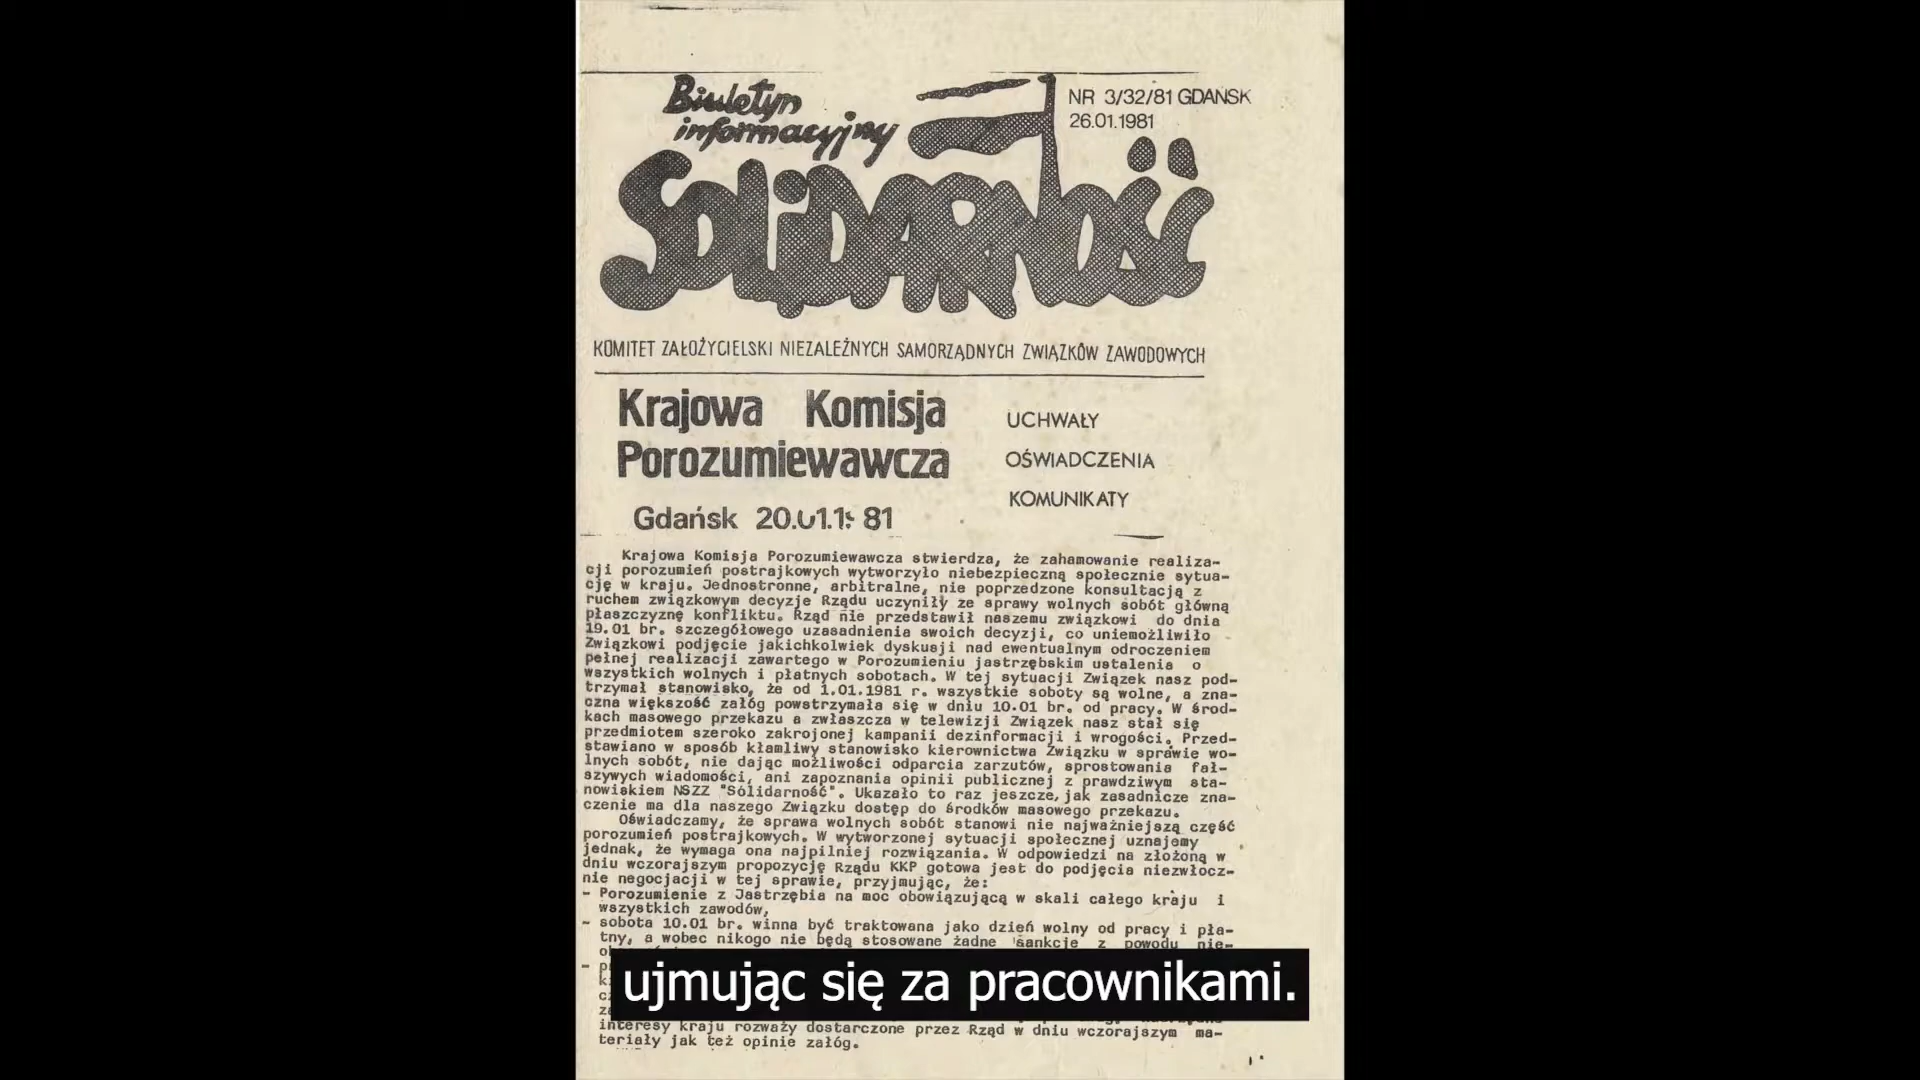 Biuletyn
informacyjny
NR 3/32/81 GDAŃSK
26.01.1981
SOLiDARNOŚĆ
KOMITET ZAŁOŻYCIELSKI NIEZALEŻNYCH SAMORZĄDNYCH ZWIĄZKÓW ZAWODOWYCH
Krajowa Komisja
Porozumiewawcza
Gdańsk 20.01.1981
UCHWAŁY
OŚWIADCZENIA
KOMUNIKATY
Krajowa Komisja Porozumiewawcza stwierdza, że zahamowanie realiza-
cji porozumień postrajkowych wytworzyło niebezpieczną społecznie sytua-
cję w kraju. Jednostronne, arbitralne, nie poprzedzone konsultacją z
ruchem związkowym decyzje Rządu uczyniły ze sprawy wolnych sobót główną
płaszczyznę konfliktu. Rząd nie przedstawił naszemu związkowi do dnia
19.01 br. szczegółowego uzasadnienia swoich decyzji, co uniemożliwiło
Związkowi podjęcie jakichkolwiek dyskusji nad ewentualnym odroczeniem
pełnej realizacji zawartego w Porozumieniu jastrzębskim ustalenia o
wszystkich wolnych i płatnych sobotach. W tej sytuacji Związek nasz pod-
trzymał stanowisko, że od 1.01.1981 r. wszystkie soboty są wolne, a zna-
czna większość załóg powstrzymała się w dniu 10.01 br. od pracy. W środ-
kach masowego przekazu a zwłaszcza w telewizji Związek nasz stał się
przedmiotem szeroko zakrojonej kampanii dezinformacji i wrogości. Przed-
stawiano w sposób kłamliwy stanowisko kierownictwa Związku w sprawie wo-
lnych sobót, nie dając możliwości odparcia zarzutów, sprostowania fał-
szywych wiadomości, ani zapoznania opinii publicznej z prawdziwym sta-
nowiskiem NSZZ "Sólidarność". Ukazało to raz jeszcze, jak zasadnicze zna-
czenie ma dla naszego Związku dostęp do środków masowego przekazu.
Oświadczamy, że sprawa wolnych sobót stanowi nie najważniejszą część
porozumień postrajkowych. W wytworzonej sytuacji społecznej uznajemy
jednak, że wymaga ona najpilniej rozwiązania. W odpowiedzi na złożoną w
dniu wczorajszym propozycję Rządu KKP gotowa jest do podjęcia niezwłocz-
nie negocjacji w tej sprawie, przyjmując, że:
- Porozumienie z Jastrzębia na moc obowiązującą w skali całego kraju i
wszystkich zawodów,
- sobota 10.01 br. winna być traktowana jako dzień wolny od pracy i pła-
tny, a wobec nikogo nie będą stosowane żadne sankcje z powodu nie-
ujmując się za pracownikami.
interesy kraju rozważy dostarczone przez Rząd w dniu wczorajszym ma-
teriały jak też opinie załóg.